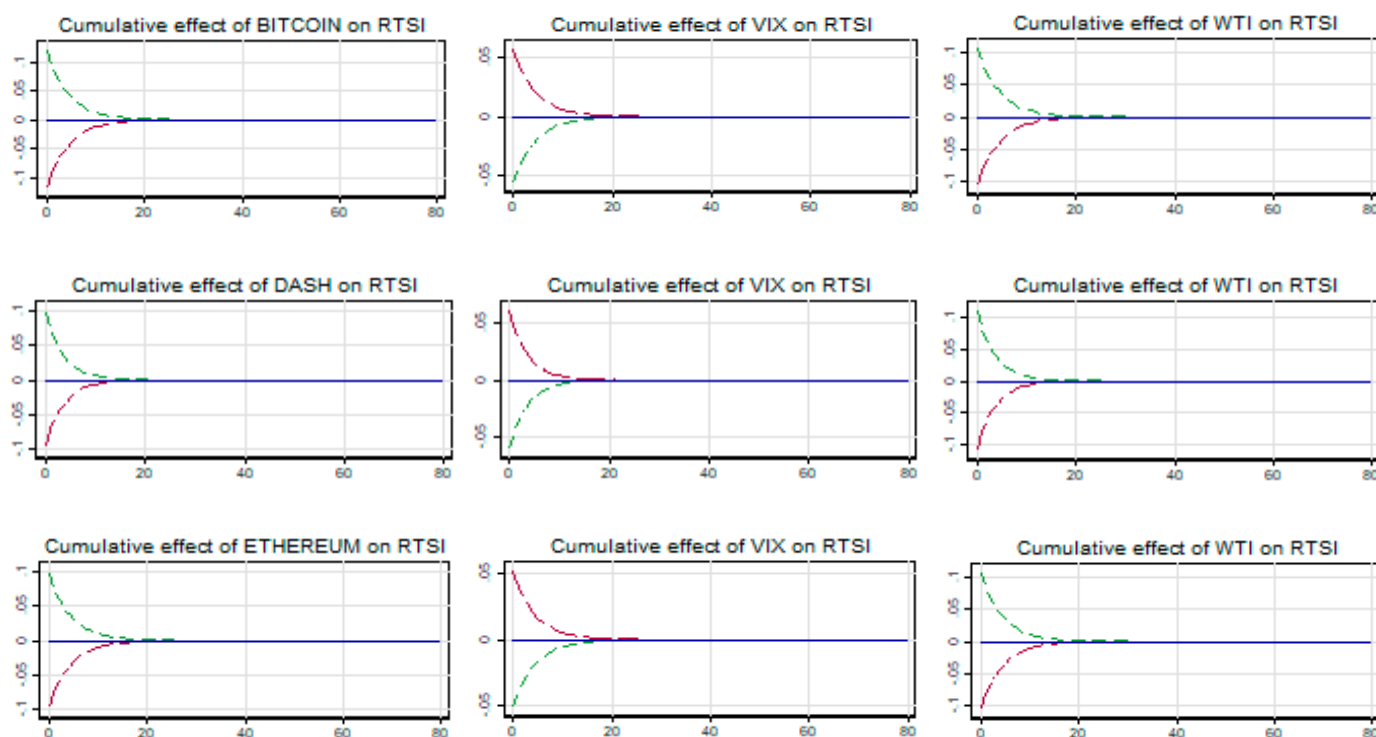 Cumulative effect of BITCOIN on RTSI
Cumulative effect of VIX on RTSI
Cumulative effect of WTI on RTSI
.1
.05
0
-.05
-.1
0 20 40 60 80
.05
0
-.05
0 20 40 60 80
.1
.05
0
-.05
-.1
0 20 40 60 80
Cumulative effect of DASH on RTSI
Cumulative effect of VIX on RTSI
Cumulative effect of WTI on RTSI
.1
.05
0
-.05
-.1
0 20 40 60 80
.05
0
-.05
0 20 40 60 80
.1
.05
0
-.05
-.1
0 20 40 60 80
Cumulative effect of ETHEREUM on RTSI
Cumulative effect of VIX on RTSI
Cumulative effect of WTI on RTSI
.1
.05
0
-.05
-.1
0 20 40 60 80
.05
0
-.05
0 20 40 60 80
.1
.05
0
-.05
-.1
0 20 40 60 80